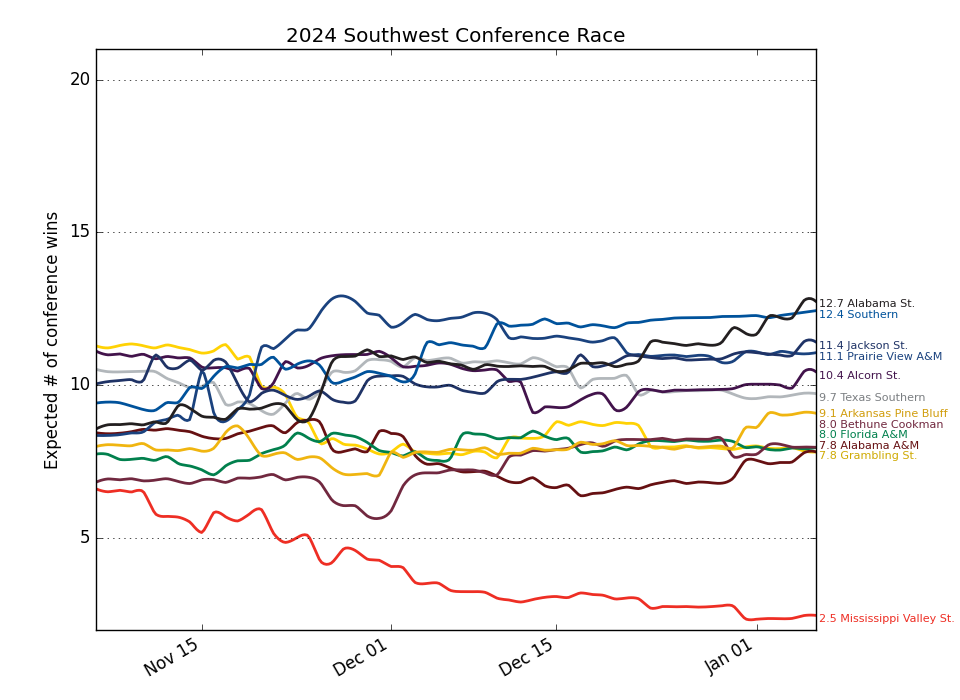 2024 Southwest Conference Race
Expected # of conference wins
20
15
10
5
Nov 15
Dec 01
Dec 15
Jan 01
12.7 Alabama St.
12.4 Southern
11.4 Jackson St.
11.1 Prairie View A&M
10.4 Alcorn St.
9.7 Texas Southern
9.1 Arkansas Pine Bluff
8.0 Bethune Cookman
8.0 Florida A&M
7.8 Alabama A&M
7.8 Grambling St.
2.5 Mississippi Valley St.